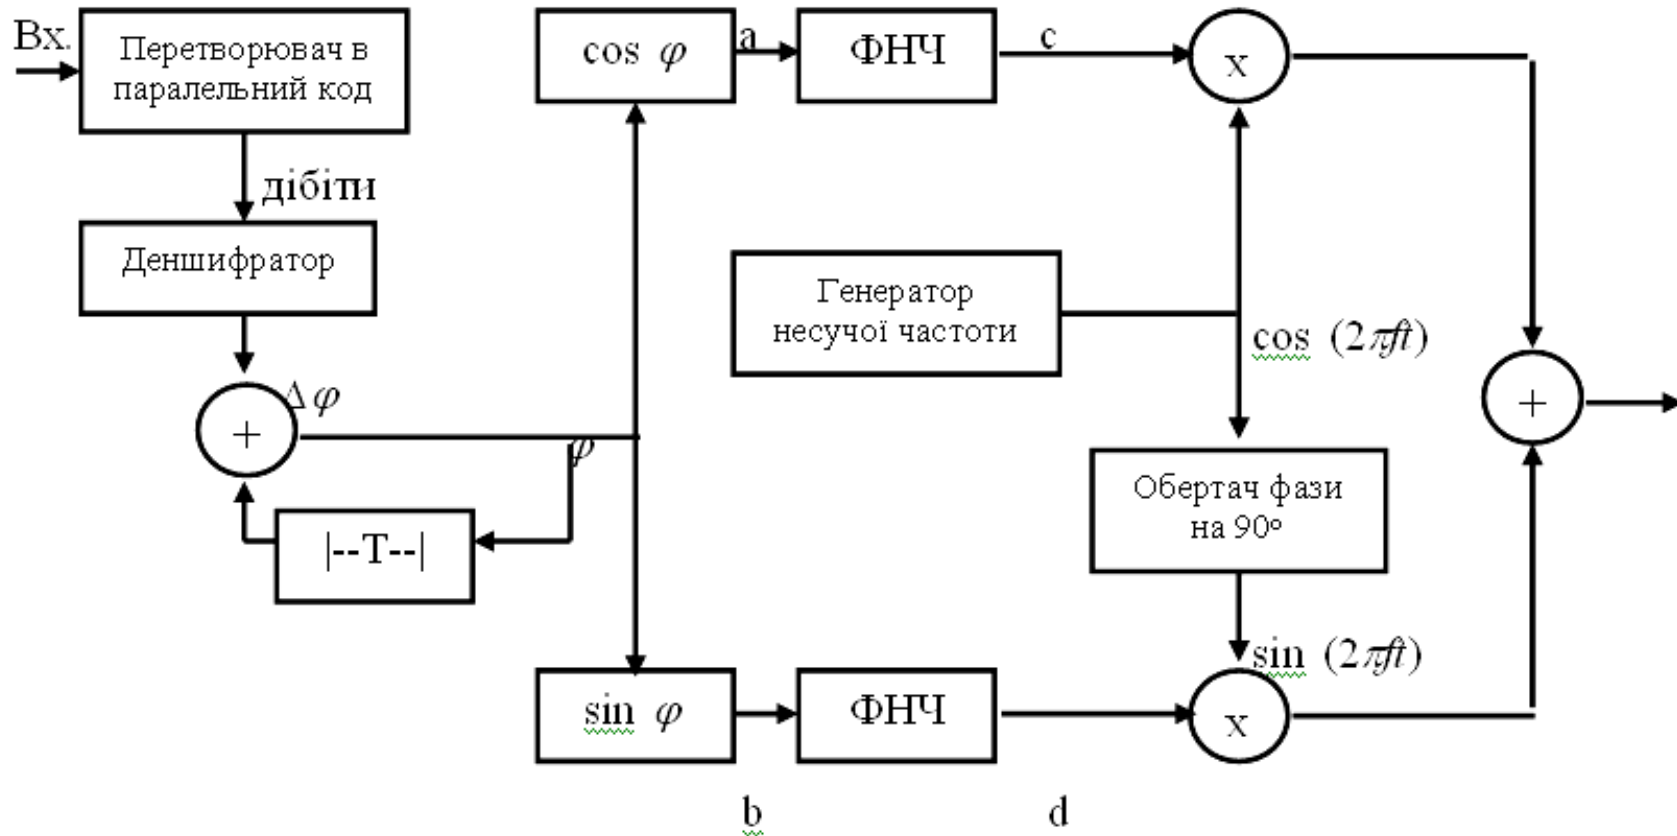 Вх.
Перетворювач в
паралельний код
дібіти
Деншифратор
Δφ
+
φ
|--T--|
cos φ
a
ФНЧ
c
x
Генератор
несучої частоти
cos (2πft)
+
Обертач фази
на 90°
sin (2πft)
sin φ
ФНЧ
x
b
d